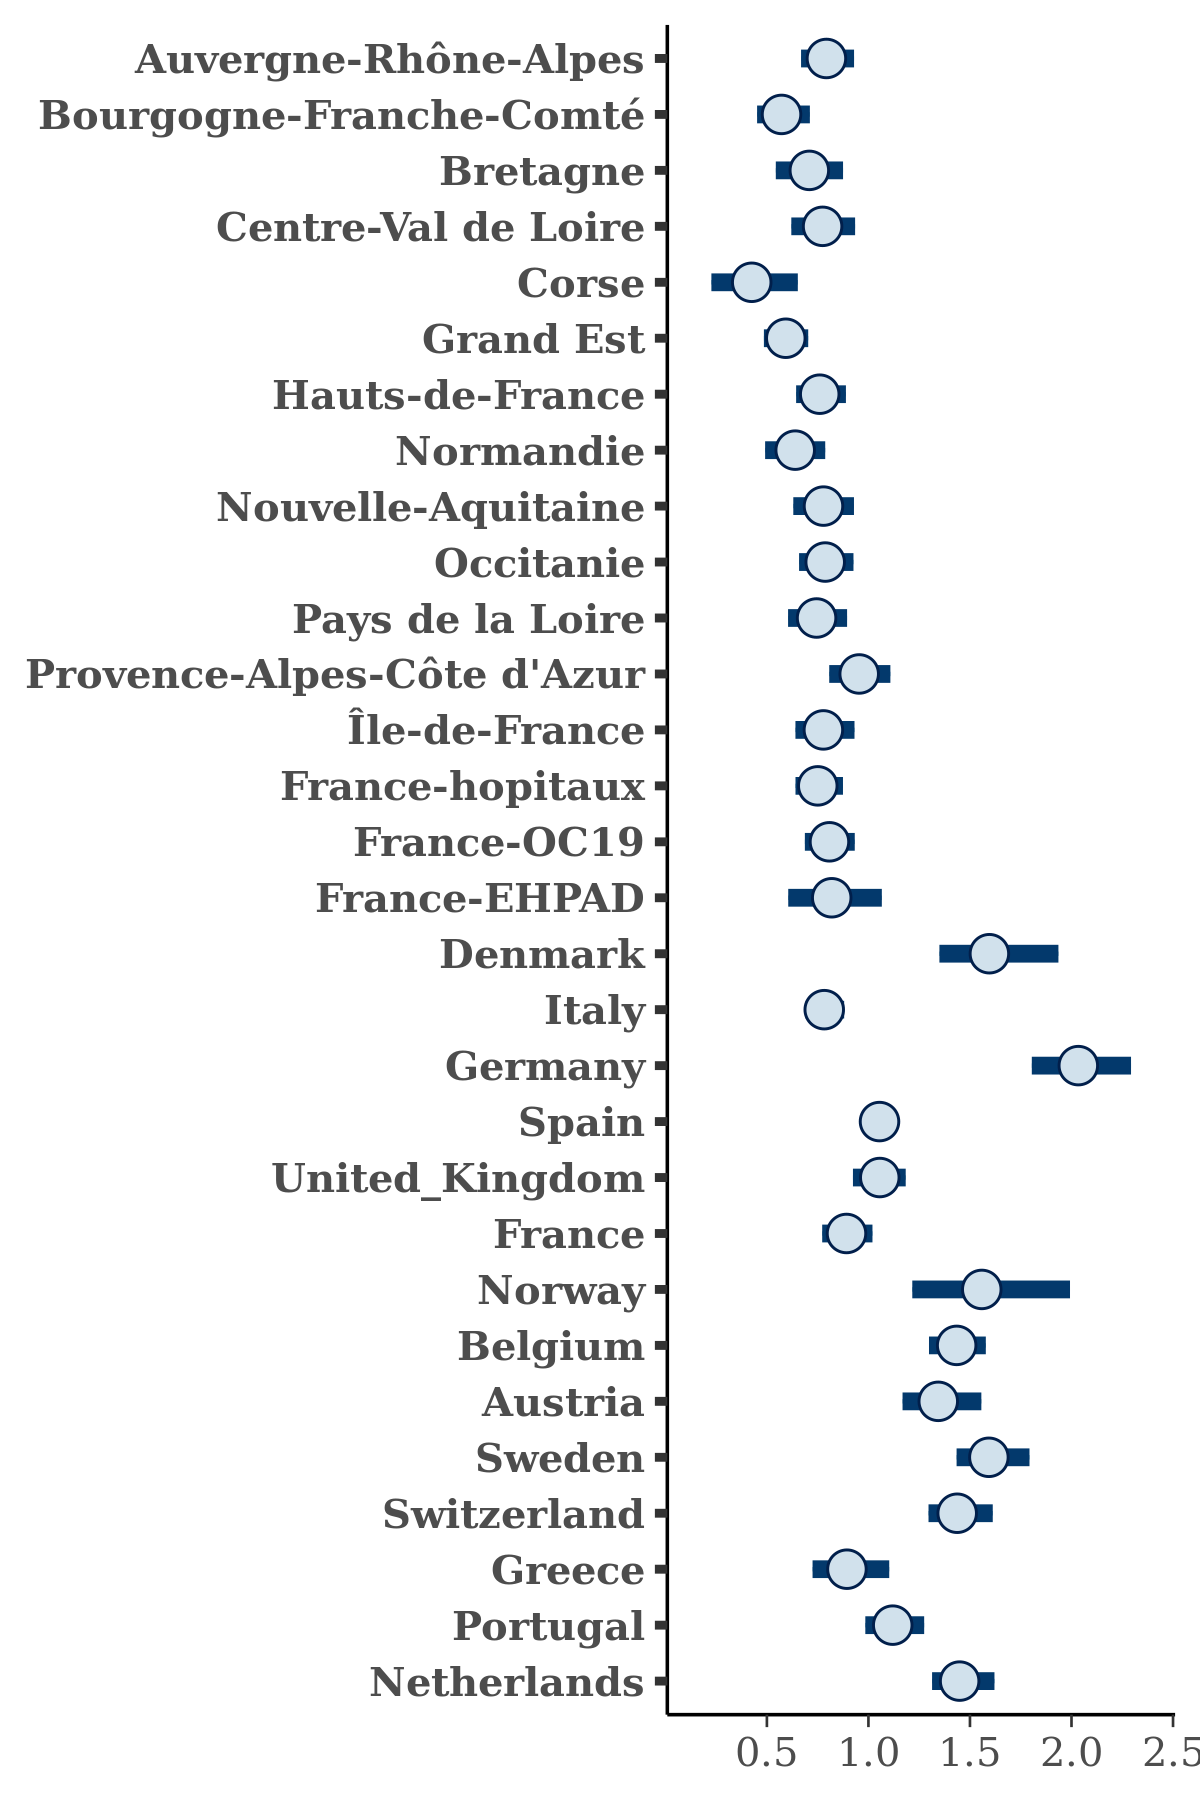 Auvergne-Rhône-Alpes
Bourgogne-Franche-Comté
Bretagne
Centre-Val de Loire
Corse
Grand Est
Hauts-de-France
Normandie
Nouvelle-Aquitaine
Occitanie
Pays de la Loire
Provence-Alpes-Côte d'Azur
Île-de-France
France-hopitaux
France-OC19
France-EHPAD
Denmark
Italy
Germany
Spain
United_Kingdom
France
Norway
Belgium
Austria
Sweden
Switzerland
Greece
Portugal
Netherlands
0.5 1.0 1.5 2.0 2.5